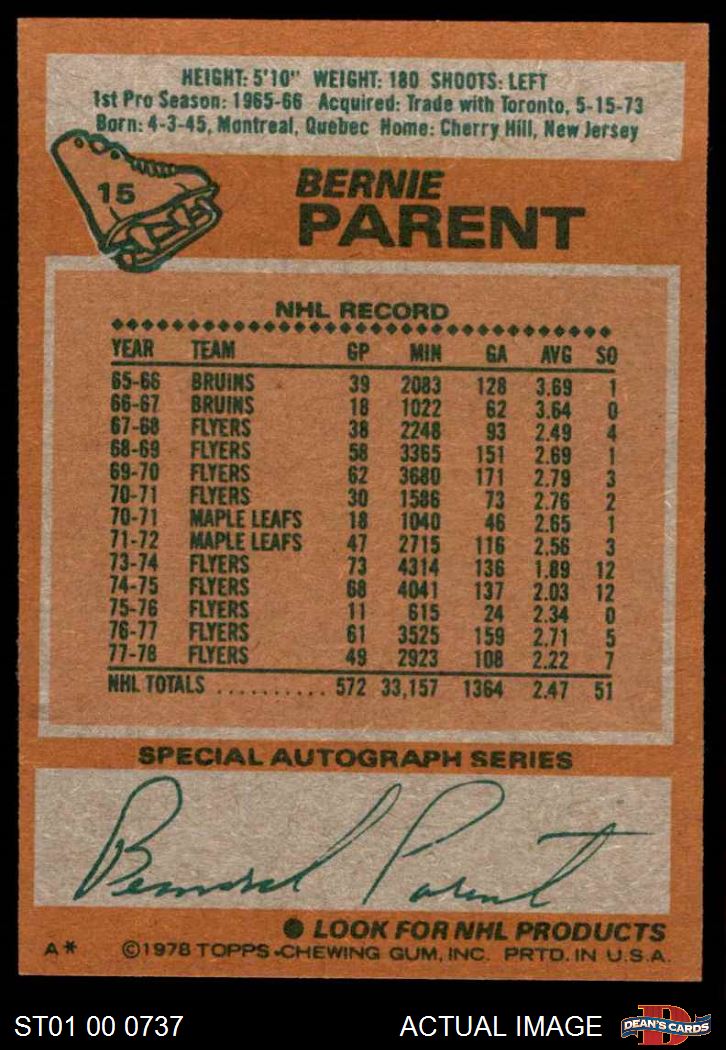 HEIGHT: 5'10" WEIGHT: 180 SHOOTS: LEFT
1st Pro Season: 1965-66 Acquired: Trade with Toronto, 5-15-73
Born: 4-3-45, Montreal, Quebec Home: Cherry Hill, New Jersey
15
BERNIE
PARENT
NHL RECORD
YEAR TEAM GP MIN GA AVG SO
65-66 BRUINS 39 2083 128 3.69 1
66-67 BRUINS 18 1022 62 3.64 0
67-68 FLYERS 38 2248 93 2.49 4
68-69 FLYERS 58 3365 151 2.69 1
69-70 FLYERS 62 3680 171 2.79 3
70-71 FLYERS 30 1586 73 2.76 2
70-71 MAPLE LEAFS 18 1040 46 2.65 1
71-72 MAPLE LEAFS 47 2715 116 2.56 3
73-74 FLYERS 73 4314 136 1.89 12
74-75 FLYERS 68 4041 137 2.03 12
75-76 FLYERS 11 615 24 2.34 0
76-77 FLYERS 61 3525 159 2.71 5
77-78 FLYERS 49 2923 108 2.22 7
NHL TOTALS .......... 572 33,157 1364 2.47 51
SPECIAL AUTOGRAPH SERIES
Bernard Parent
● LOOK FOR NHL PRODUCTS
A* ©1978 TOPPS CHEWING GUM, INC. PRTD. IN U.S.A.
ST01 00 0737 ACTUAL IMAGE D DEAN'S CARDS